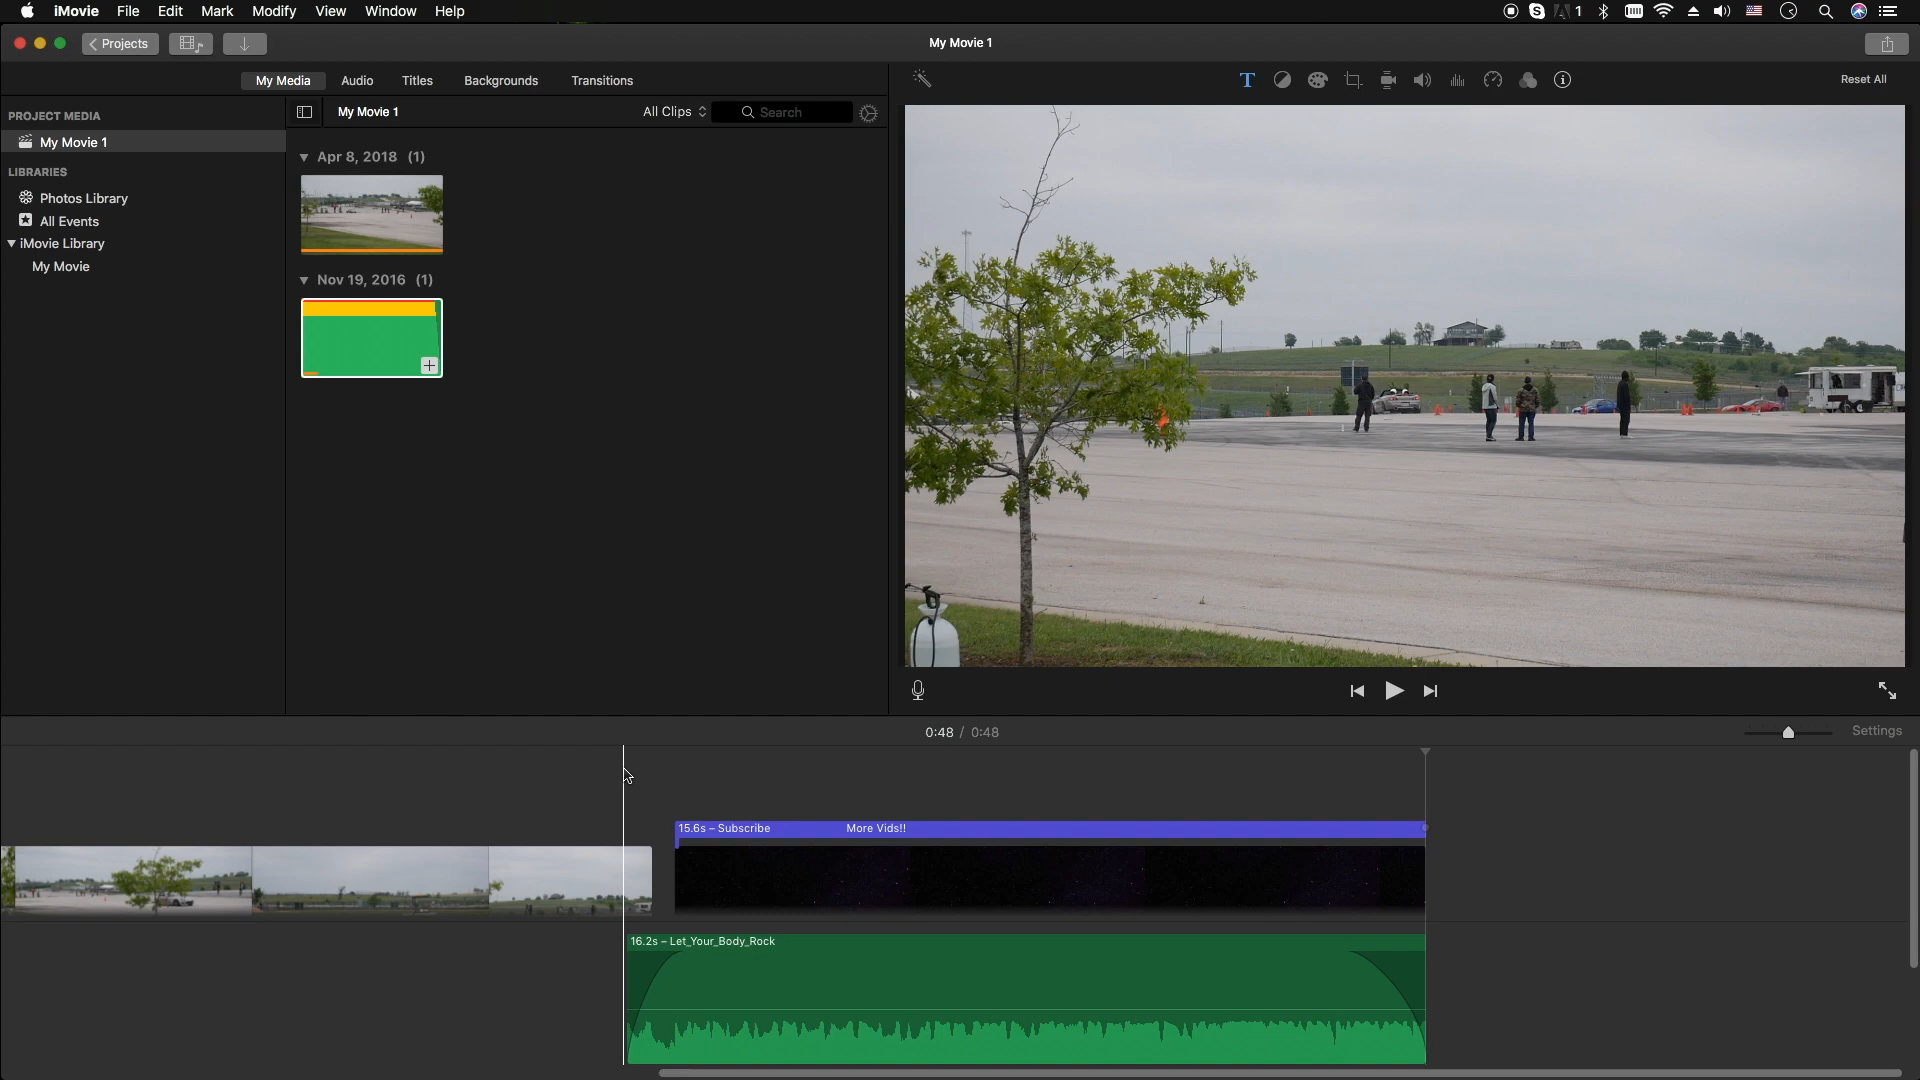 iMovie File Edit Mark Modify View Window Help
1
Projects
My Movie 1
My Media Audio Titles Backgrounds Transitions
Reset All
PROJECT MEDIA
My Movie 1
LIBRARIES
Photos Library
All Events
iMovie Library
My Movie
My Movie 1
All Clips
Search
Apr 8, 2018 (1)
Nov 19, 2016 (1)
0:48 / 0:48
Settings
15.6s – Subscribe More Vids!!
16.2s – Let_Your_Body_Rock